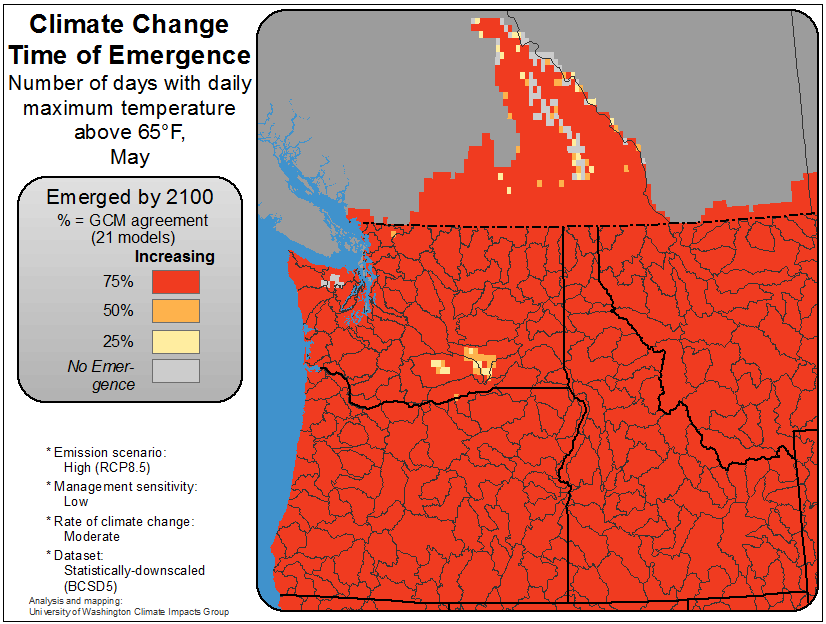 Climate Change
Time of Emergence
Number of days with daily
maximum temperature
above 65°F,
May
Emerged by 2100
% = GCM agreement
(21 models)
Increasing
75%
50%
25%
No Emer-
gence
* Emission scenario:
High (RCP8.5)
* Management sensitivity:
Low
* Rate of climate change:
Moderate
* Dataset:
Statistically-downscaled
(BCSD5)
Analysis and mapping:
University of Washington Climate Impacts Group